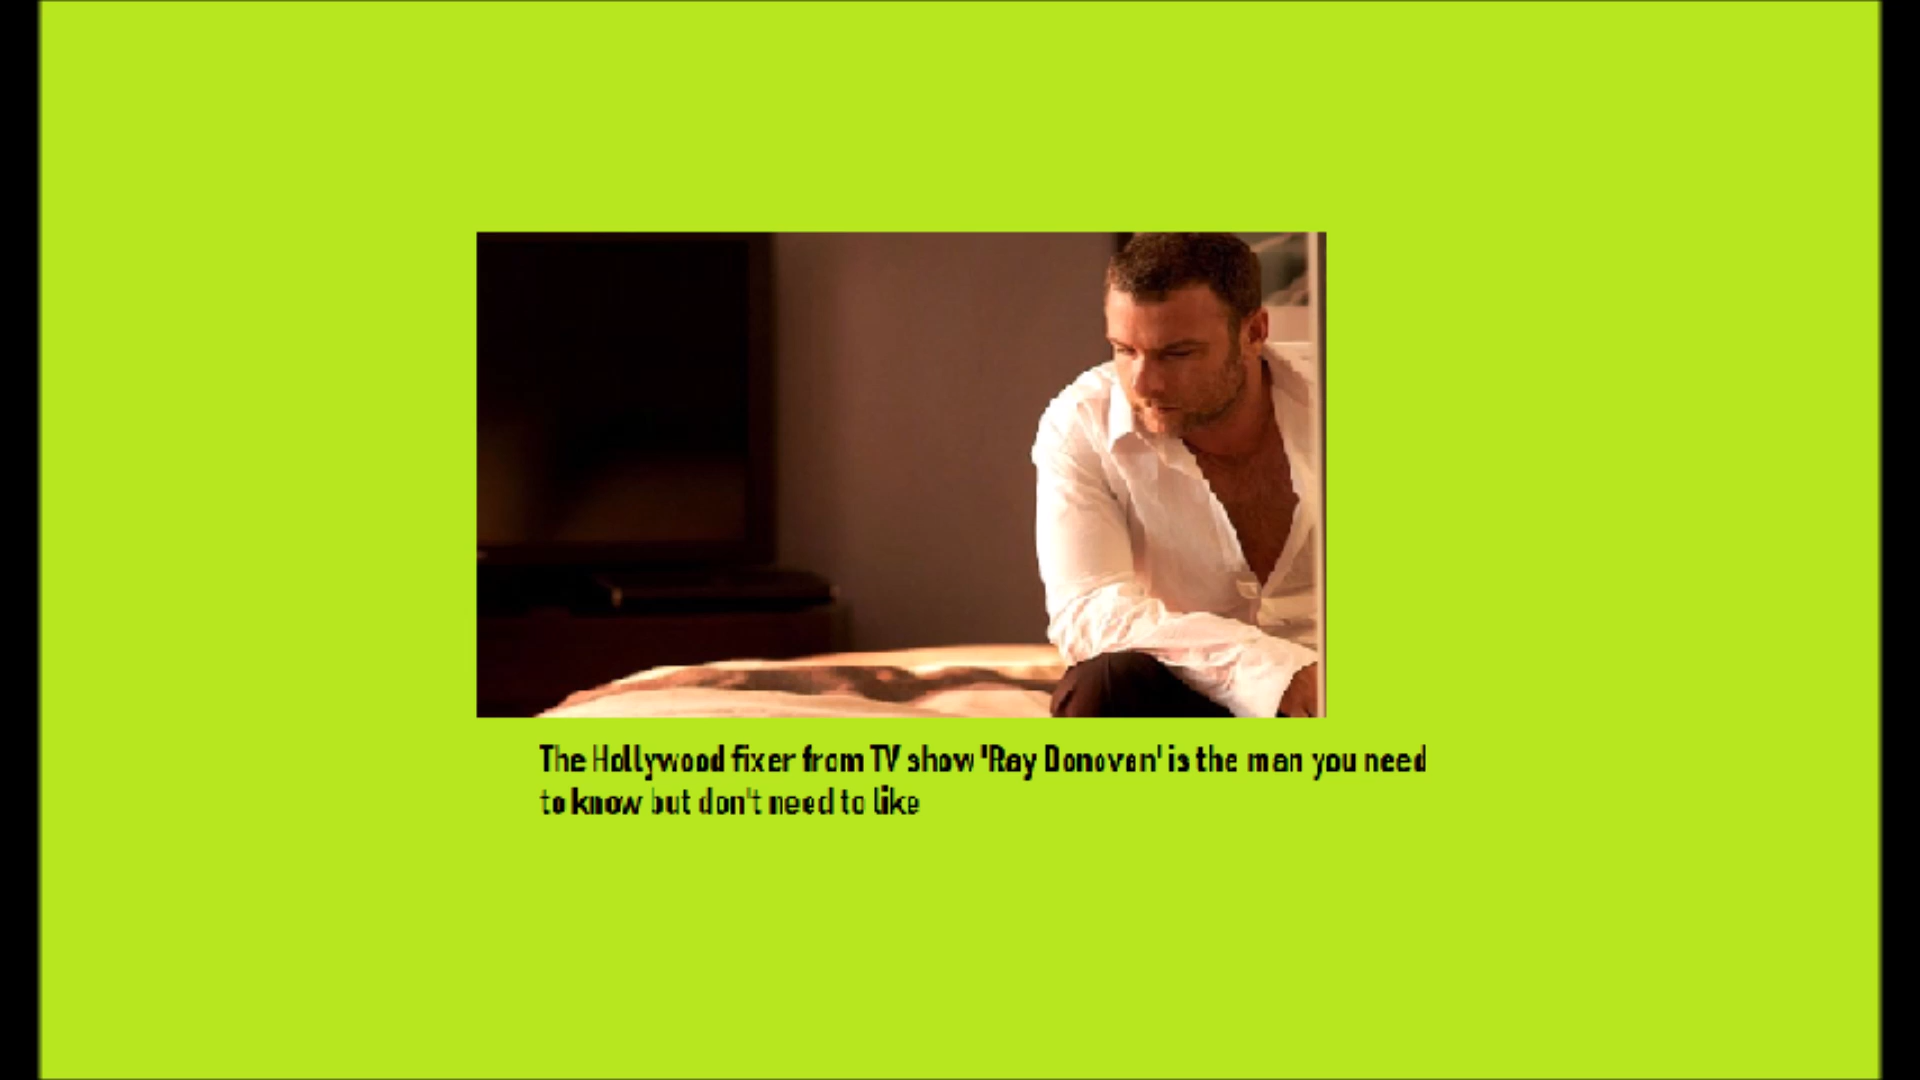 The Hollywood fixer from TV show 'Ray Donovan' is the man you need
to know but don't need to like